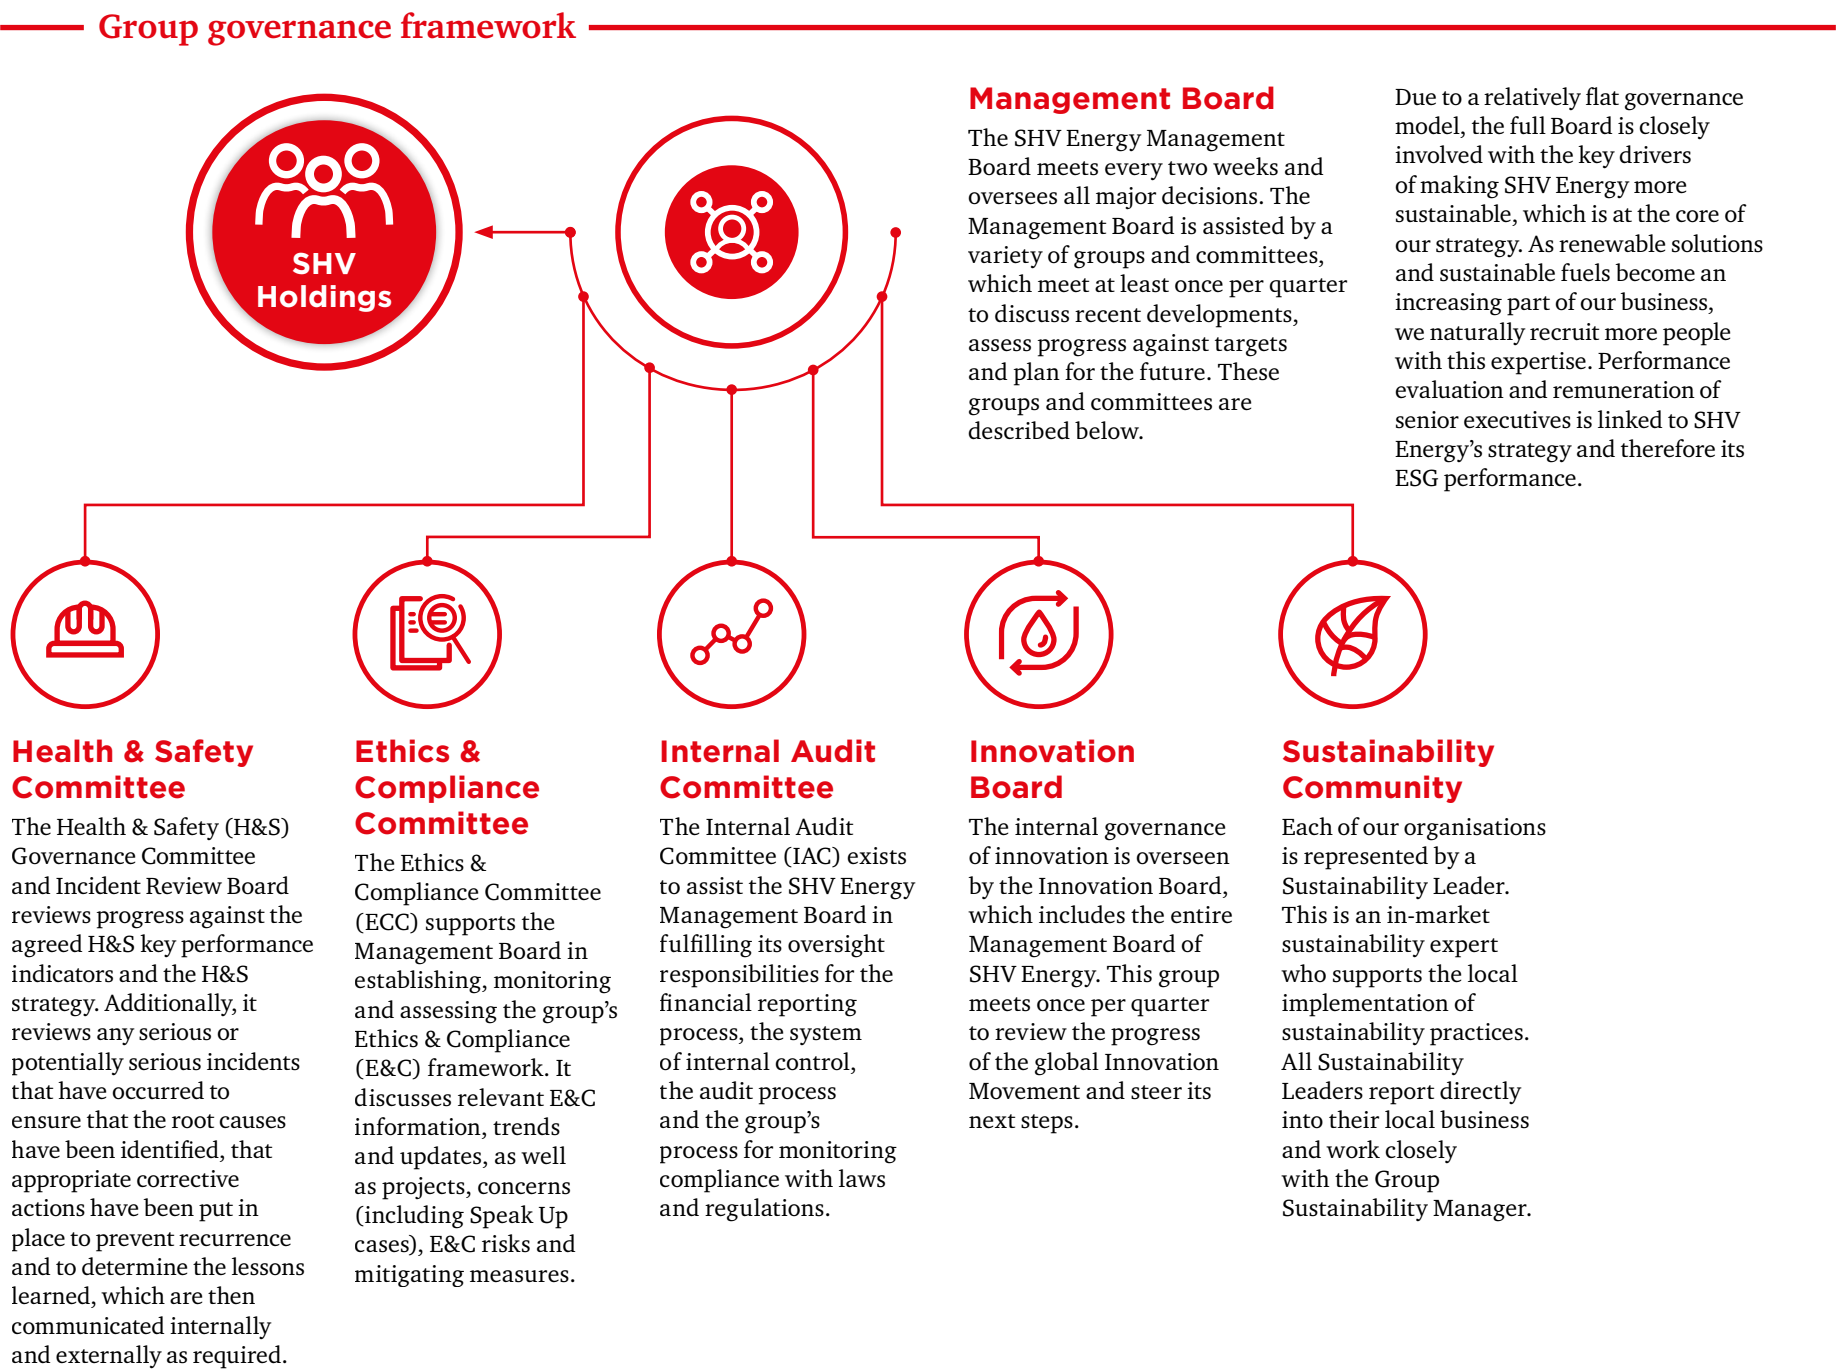 Group governance framework
SHV
Holdings
Management Board
The SHV Energy Management
Board meets every two weeks and
oversees all major decisions. The
Management Board is assisted by a
variety of groups and committees,
which meet at least once per quarter
to discuss recent developments,
assess progress against targets
and plan for the future. These
groups and committees are
described below.
Due to a relatively flat governance
model, the full Board is closely
involved with the key drivers
of making SHV Energy more
sustainable, which is at the core of
our strategy. As renewable solutions
and sustainable fuels become an
increasing part of our business,
we naturally recruit more people
with this expertise. Performance
evaluation and remuneration of
senior executives is linked to SHV
Energy’s strategy and therefore its
ESG performance.
Health & Safety
Committee
The Health & Safety (H&S)
Governance Committee
and Incident Review Board
reviews progress against the
agreed H&S key performance
indicators and the H&S
strategy. Additionally, it
reviews any serious or
potentially serious incidents
that have occurred to
ensure that the root causes
have been identified, that
appropriate corrective
actions have been put in
place to prevent recurrence
and to determine the lessons
learned, which are then
communicated internally
and externally as required.
Ethics &
Compliance
Committee
The Ethics &
Compliance Committee
(ECC) supports the
Management Board in
establishing, monitoring
and assessing the group’s
Ethics & Compliance
(E&C) framework. It
discusses relevant E&C
information, trends
and updates, as well
as projects, concerns
(including Speak Up
cases), E&C risks and
mitigating measures.
Internal Audit
Committee
The Internal Audit
Committee (IAC) exists
to assist the SHV Energy
Management Board in
fulfilling its oversight
responsibilities for the
financial reporting
process, the system
of internal control,
the audit process
and the group’s
process for monitoring
compliance with laws
and regulations.
Innovation
Board
The internal governance
of innovation is overseen
by the Innovation Board,
which includes the entire
Management Board of
SHV Energy. This group
meets once per quarter
to review the progress
of the global Innovation
Movement and steer its
next steps.
Sustainability
Community
Each of our organisations
is represented by a
Sustainability Leader.
This is an in-market
sustainability expert
who supports the local
implementation of
sustainability practices.
All Sustainability
Leaders report directly
into their local business
and work closely
with the Group
Sustainability Manager.